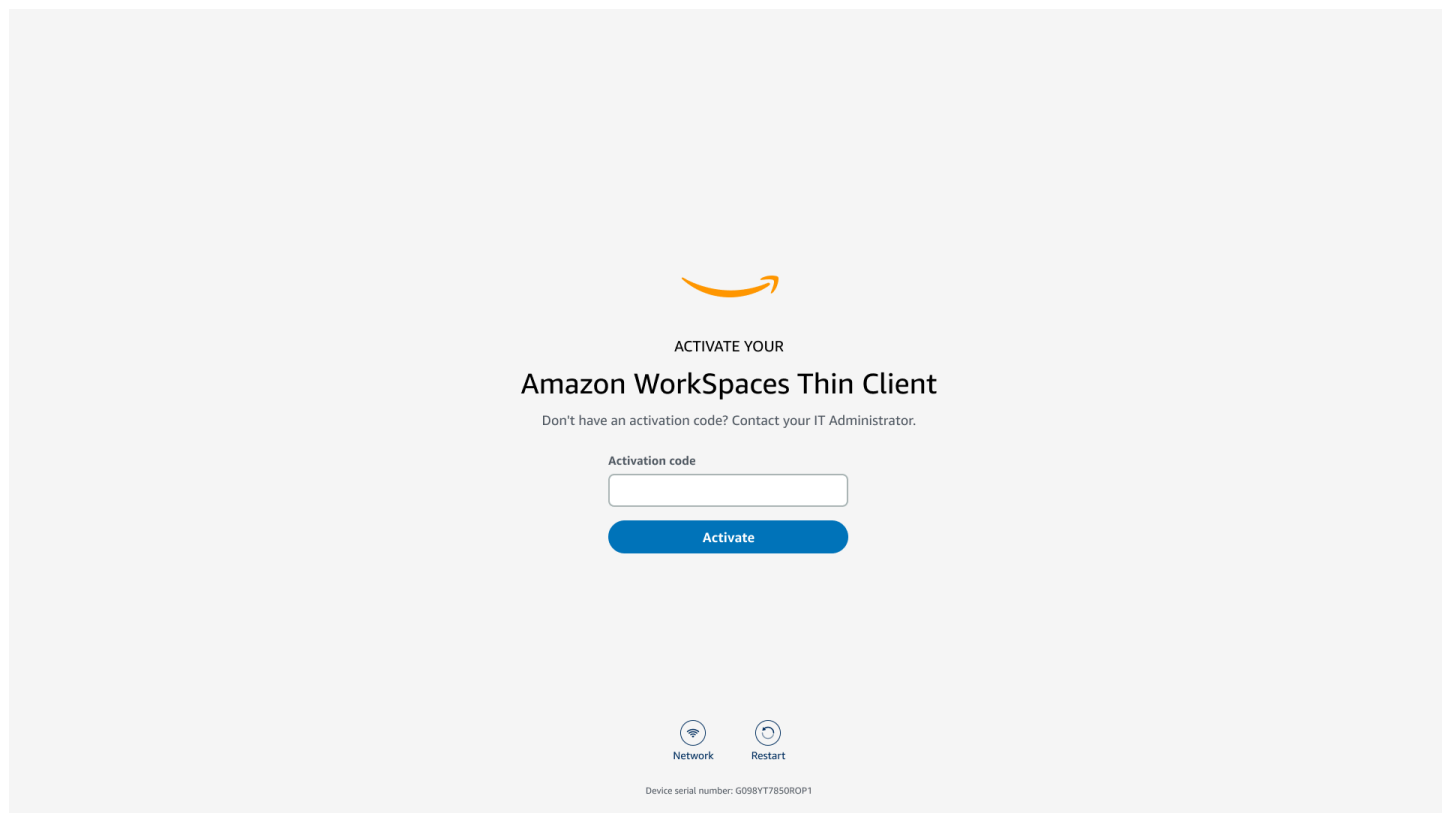 ACTIVATE YOUR
Amazon WorkSpaces Thin Client
Don't have an activation code? Contact your IT Administrator.
Activation code
Activate
Network Restart
Device serial number: G098YT7850ROP1